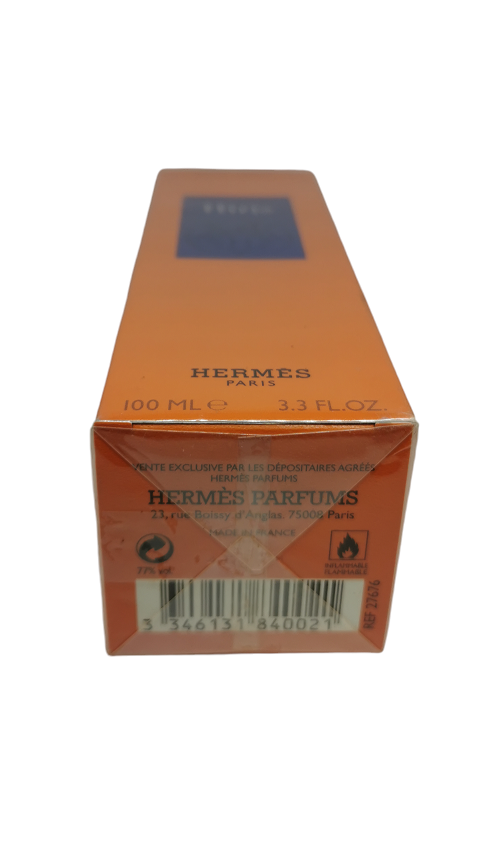 HERMÈS
PARIS
100 ML ℮ 3.3 FL.OZ.
VENTE EXCLUSIVE PAR LES DÉPOSITAIRES AGRÉÉS
HERMÈS PARFUMS
HERMÈS PARFUMS
23, rue Boissy d'Anglas. 75008 Paris
MADE IN FRANCE
77% vol
INFLAMMABLE
FLAMMABLE
REF 27676
3 346131 840021